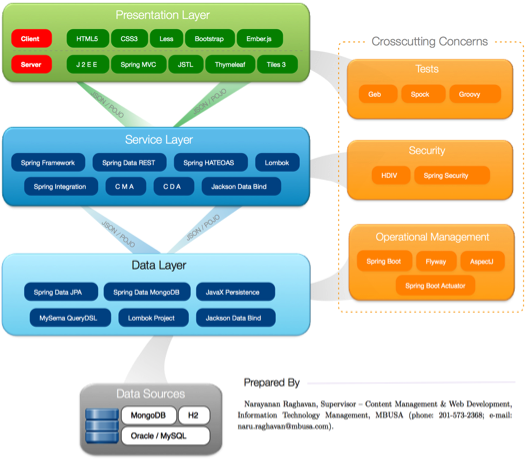 Presentation Layer
Client
HTML5
CSS3
Less
Bootstrap
Ember.js
Server
J 2 E E
Spring MVC
JSTL
Thymeleaf
Tiles 3
JSON / POJO
JSON / POJO
Service Layer
Spring Framework
Spring Data REST
Spring HATEOAS
Lombok
Spring Integration
C M A
C D A
Jackson Data Bind
JSON / POJO
JSON / POJO
Data Layer
Spring Data JPA
Spring Data MongoDB
JavaX Persistence
MySema QueryDSL
Lombok Project
Jackson Data Bind
Data Sources
MongoDB
H2
Oracle / MySQL
Crosscutting Concerns
Tests
Geb
Spock
Groovy
Security
HDIV
Spring Security
Operational Management
Spring Boot
Flyway
AspectJ
Spring Boot Actuator
Prepared By
Narayanan Raghavan, Supervisor – Content Management & Web Development,
Information Technology Management, MBUSA (phone: 201-573-2368; e-mail:
naru.raghavan@mbusa.com).